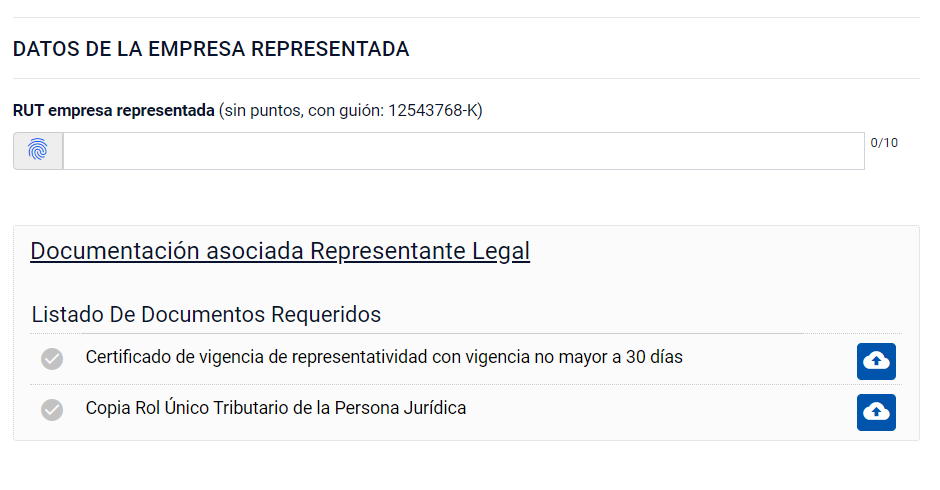 DATOS DE LA EMPRESA REPRESENTADA
RUT empresa representada (sin puntos, con guión: 12543768-K)
0/10
Documentación asociada Representante Legal
Listado De Documentos Requeridos
Certificado de vigencia de representatividad con vigencia no mayor a 30 días
Copia Rol Único Tributario de la Persona Jurídica